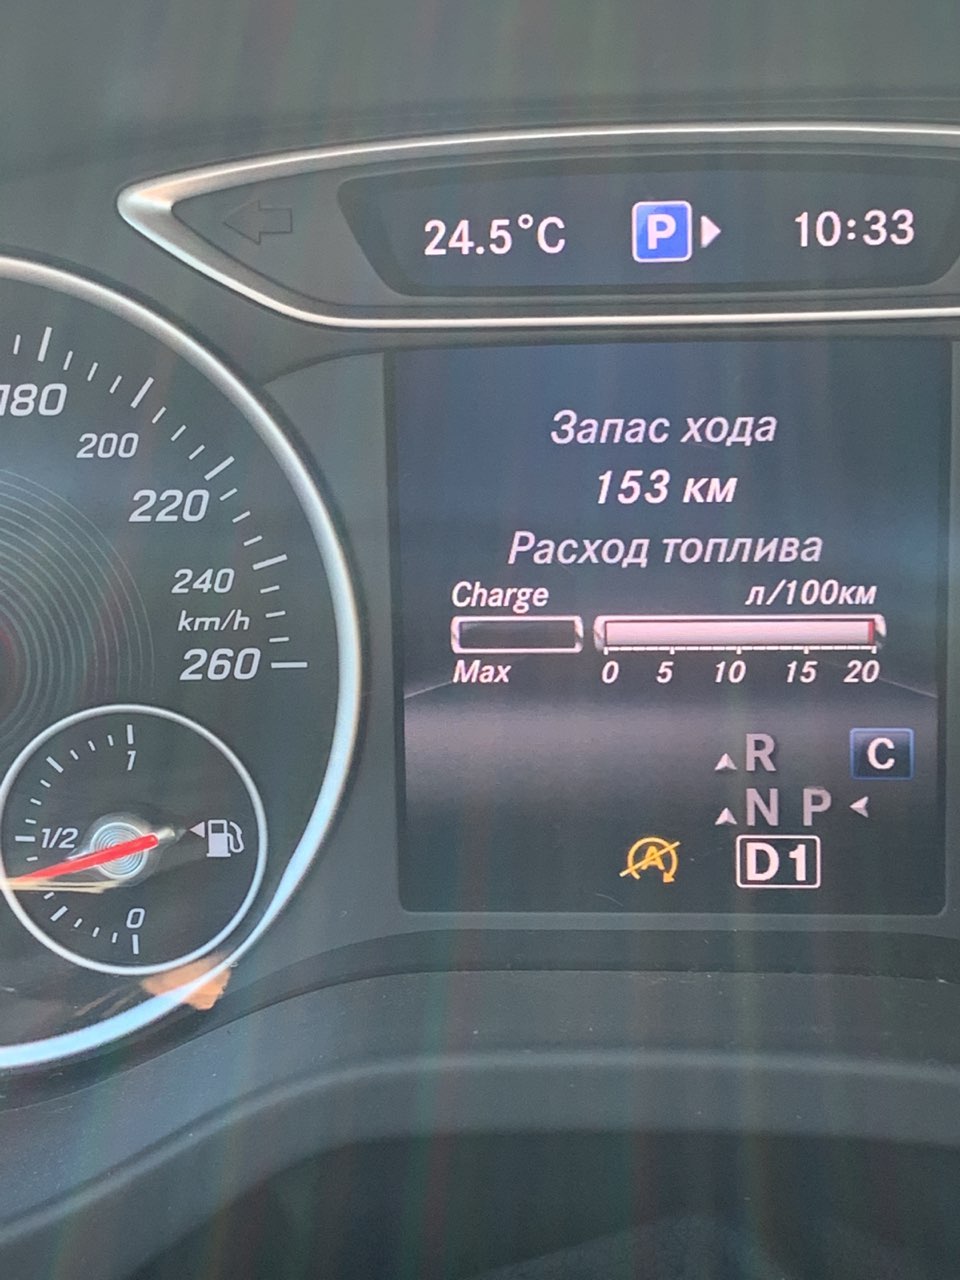 24.5°C P 10:33
180
200
220
240
km/h
260
1
1/2
0
Запас хода
153 км
Расход топлива
Charge л/100км
Max 0 5 10 15 20
R C
N P
A D1